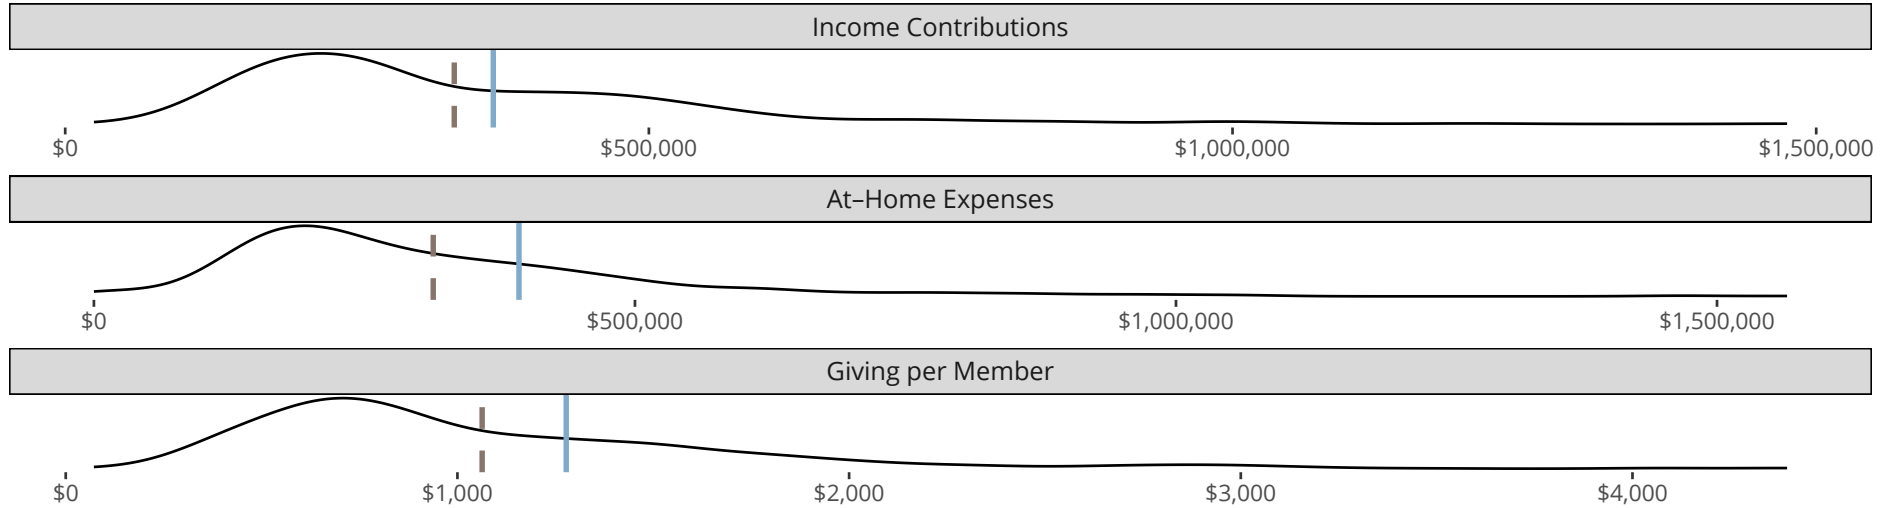 Income Contributions
$0 $500,000 $1,000,000 $1,500,000
At–Home Expenses
$0 $500,000 $1,000,000 $1,500,000
Giving per Member
$0 $1,000 $2,000 $3,000 $4,000